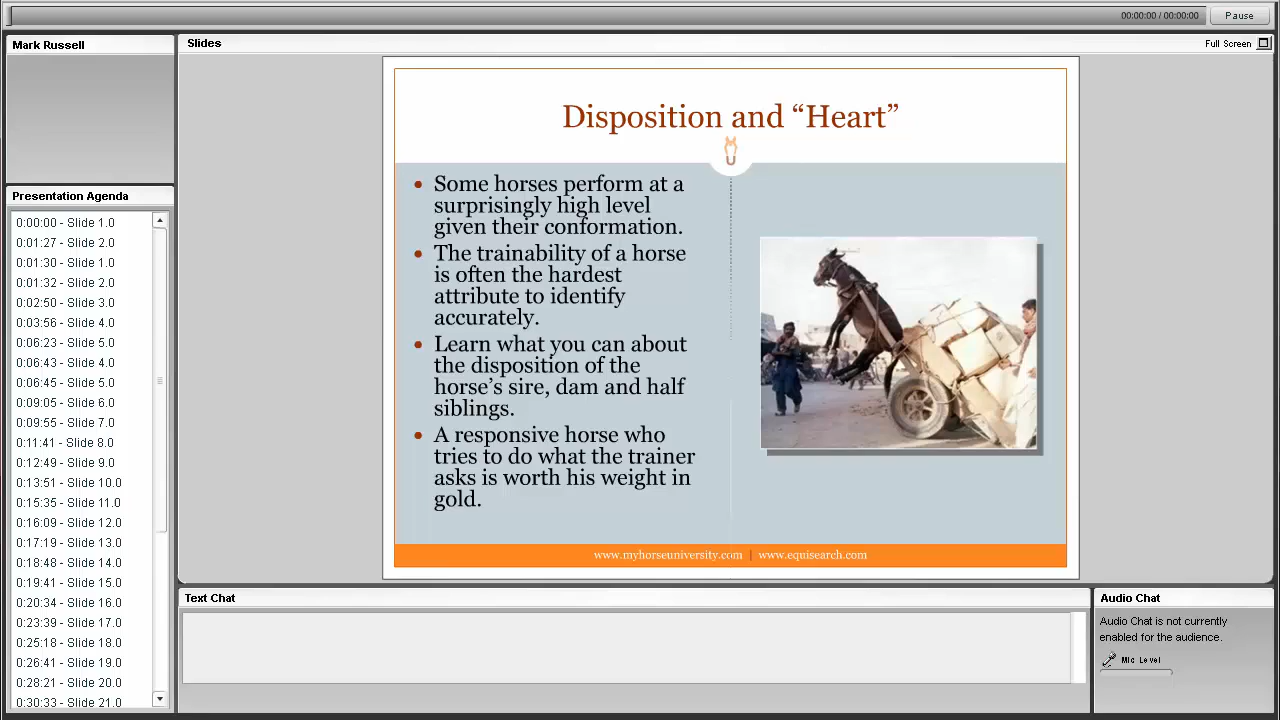 00:00:00 / 00:00:00
Pause
Mark Russell
Slides
Full Screen
Disposition and “Heart”
• Some horses perform at a
surprisingly high level
given their conformation.
• The trainability of a horse
is often the hardest
attribute to identify
accurately.
• Learn what you can about
the disposition of the
horse’s sire, dam and half
siblings.
• A responsive horse who
tries to do what the trainer
asks is worth his weight in
gold.
www.myhorseuniversity.com | www.equisearch.com
Presentation Agenda
0:00:00 - Slide 1.0
0:01:27 - Slide 2.0
0:01:30 - Slide 1.0
0:01:32 - Slide 2.0
0:02:50 - Slide 3.0
0:03:56 - Slide 4.0
0:06:23 - Slide 5.0
0:06:43 - Slide 4.0
0:06:45 - Slide 5.0
0:09:05 - Slide 6.0
0:09:55 - Slide 7.0
0:11:41 - Slide 8.0
0:12:49 - Slide 9.0
0:13:51 - Slide 10.0
0:15:35 - Slide 11.0
0:16:09 - Slide 12.0
0:17:19 - Slide 13.0
0:18:48 - Slide 14.0
0:19:41 - Slide 15.0
0:20:34 - Slide 16.0
0:23:39 - Slide 17.0
0:25:18 - Slide 18.0
0:26:41 - Slide 19.0
0:28:21 - Slide 20.0
0:30:33 - Slide 21.0
Text Chat
Audio Chat
Audio Chat is not currently
enabled for the audience.
Mic Level